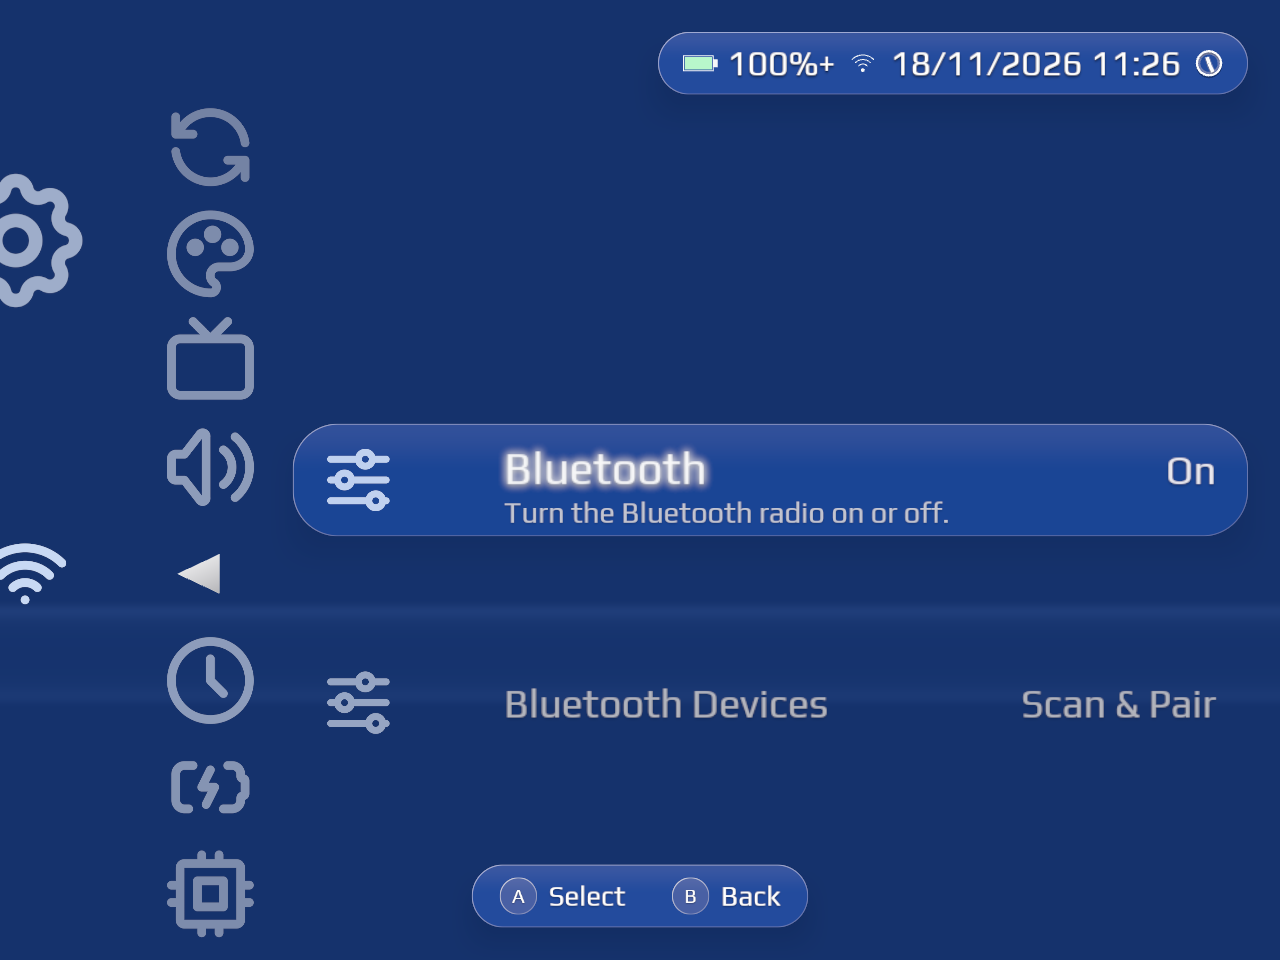 100%+ 18/11/2026 11:26
Bluetooth On
Turn the Bluetooth radio on or off.
Bluetooth Devices Scan & Pair
A Select B Back